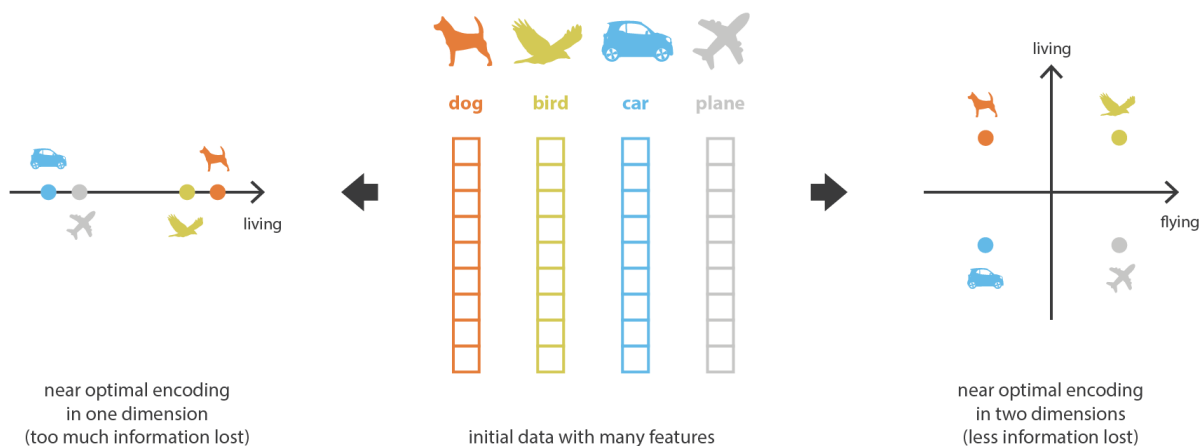 dog
bird
car
plane
living
living
flying
near optimal encoding
in one dimension
(too much information lost)
initial data with many features
near optimal encoding
in two dimensions
(less information lost)